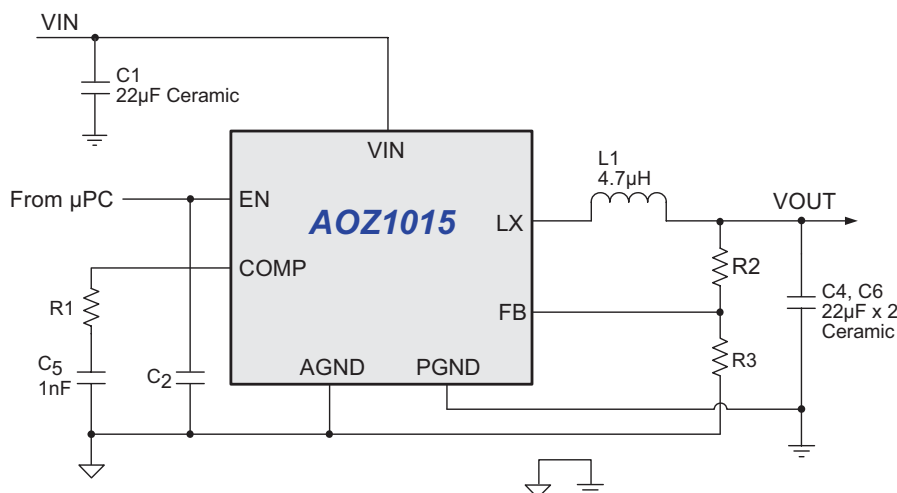 VIN
C1
22µF Ceramic
VIN
L1
4.7µH
From µPC
EN
AOZ1015
LX
VOUT
COMP
R2
R1
FB
C4, C6
22µF x 2
Ceramic
C5
1nF
C2
AGND
PGND
R3